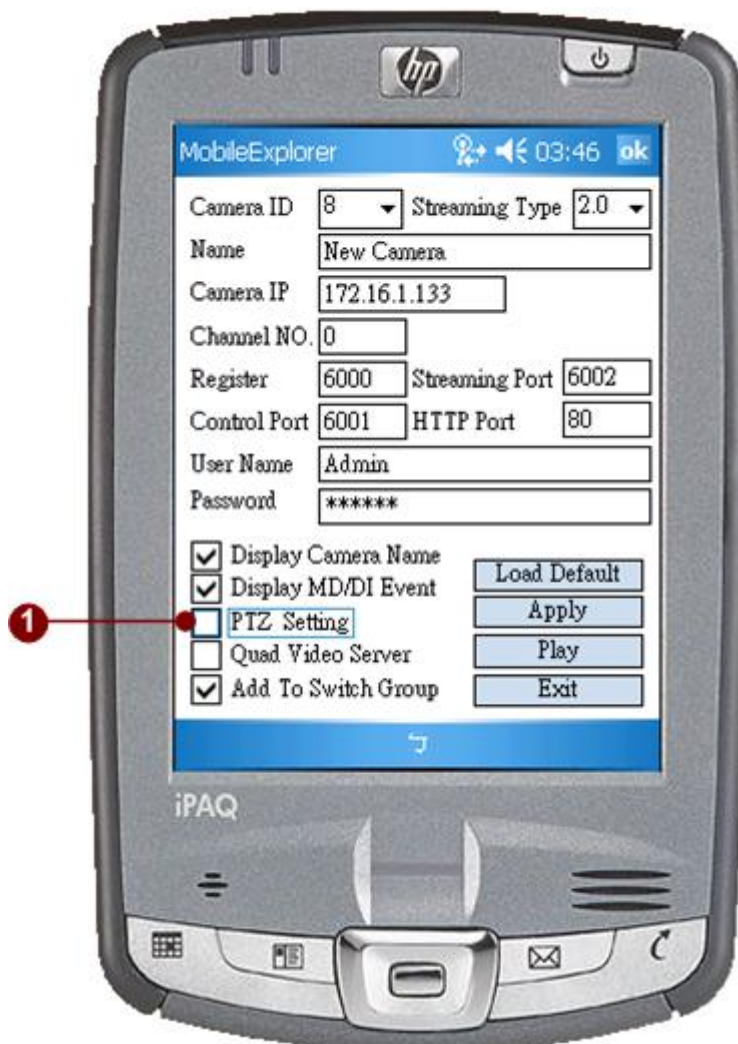 hp
MobileExplorer 03:46 ok
Camera ID 8 Streaming Type 2.0
Name New Camera
Camera IP 172.16.1.133
Channel NO. 0
Register 6000 Streaming Port 6002
Control Port 6001 HTTP Port 80
User Name Admin
Password ******
Display Camera Name
Load Default
Display MD/DI Event
Apply
1 PTZ Setting
Quad Video Server Play
Add To Switch Group Exit
iPAQ